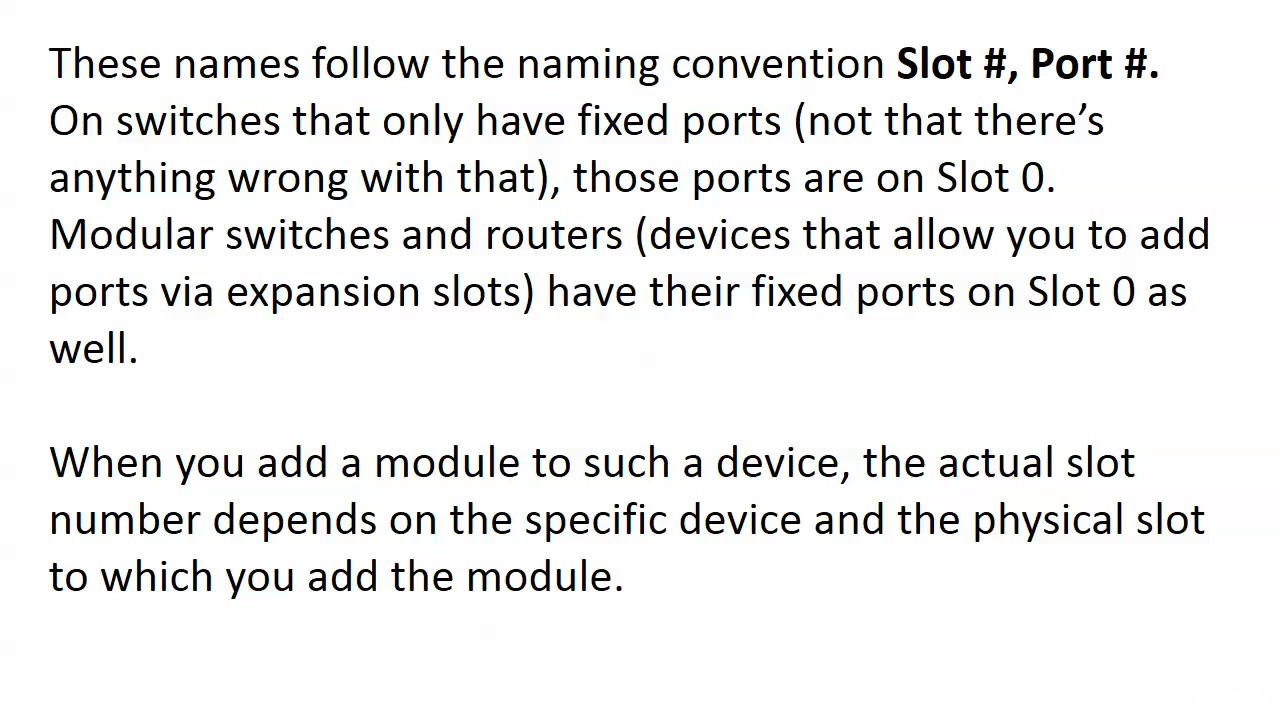 These names follow the naming convention Slot #, Port #.
On switches that only have fixed ports (not that there’s
anything wrong with that), those ports are on Slot 0.
Modular switches and routers (devices that allow you to add
ports via expansion slots) have their fixed ports on Slot 0 as
well.
When you add a module to such a device, the actual slot
number depends on the specific device and the physical slot
to which you add the module.